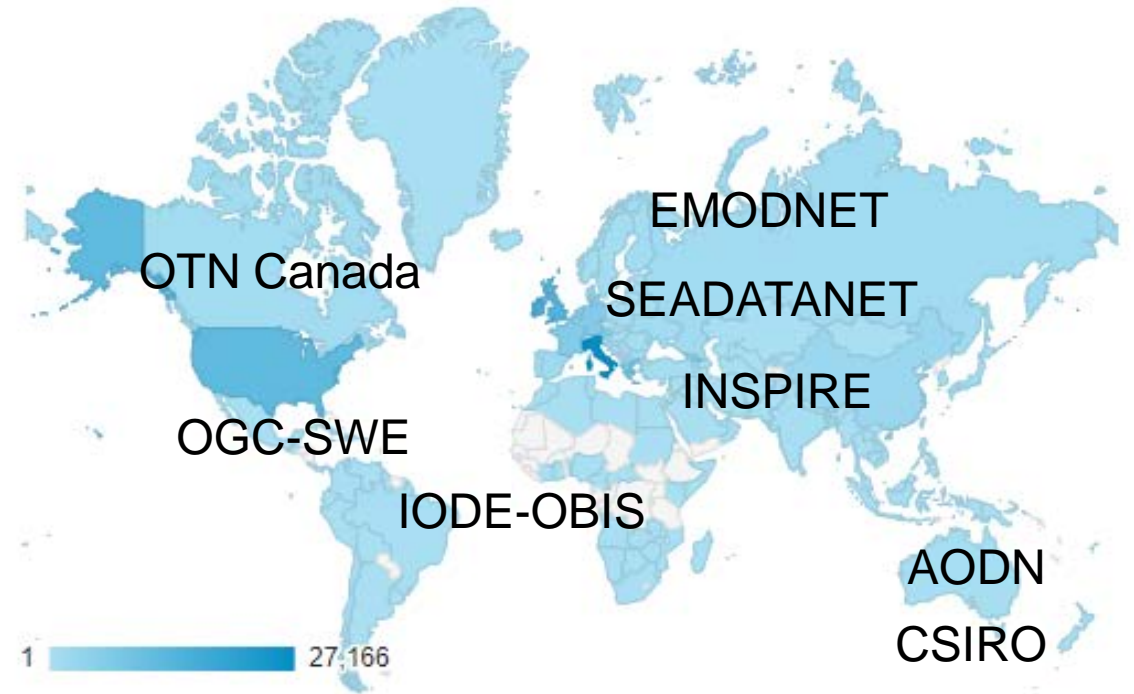 EMODNET
OTN Canada
SEADATANET
INSPIRE
OGC-SWE
IODE-OBIS
AODN
CSIRO
1 27,166